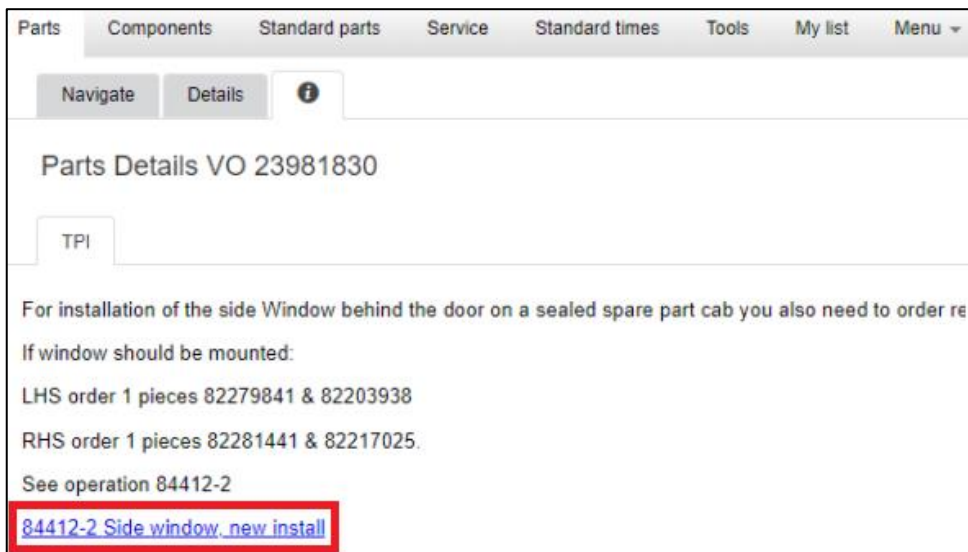 Parts Components Standard parts Service Standard times Tools My list Menu
Navigate Details
Parts Details VO 23981830
TPI
For installation of the side Window behind the door on a sealed spare part cab you also need to order re
If window should be mounted:
LHS order 1 pieces 82279841 & 82203938
RHS order 1 pieces 82281441 & 82217025.
See operation 84412-2
84412-2 Side window, new install